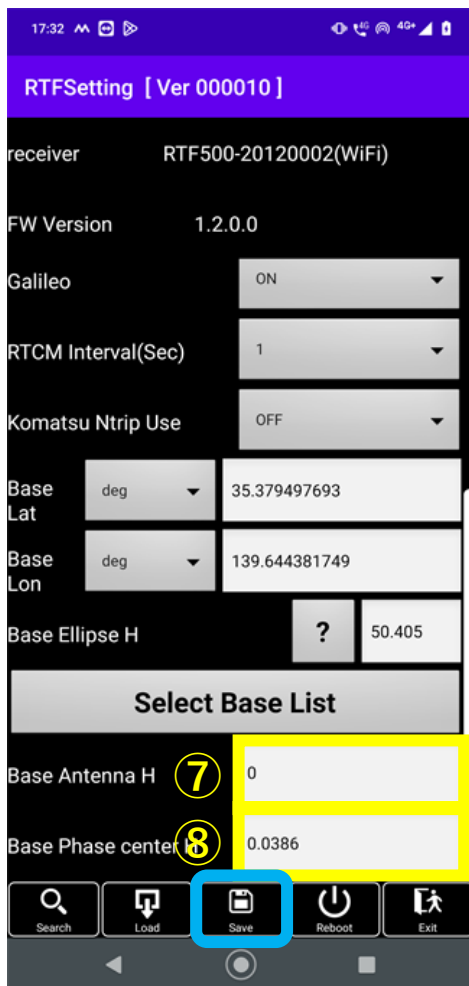 17:32 4G 4G+
RTFSetting [ Ver 000010 ]
receiver RTF500-20120002(WiFi)
FW Version 1.2.0.0
Galileo ON
RTCM Interval(Sec) 1
Komatsu Ntrip Use OFF
Base Lat deg 35.379497693
Base Lon deg 139.644381749
Base Ellipse H ? 50.405
Select Base List
Base Antenna H ⑦ 0
Base Phase center H ⑧ 0.0386
Search Load Save Reboot Exit